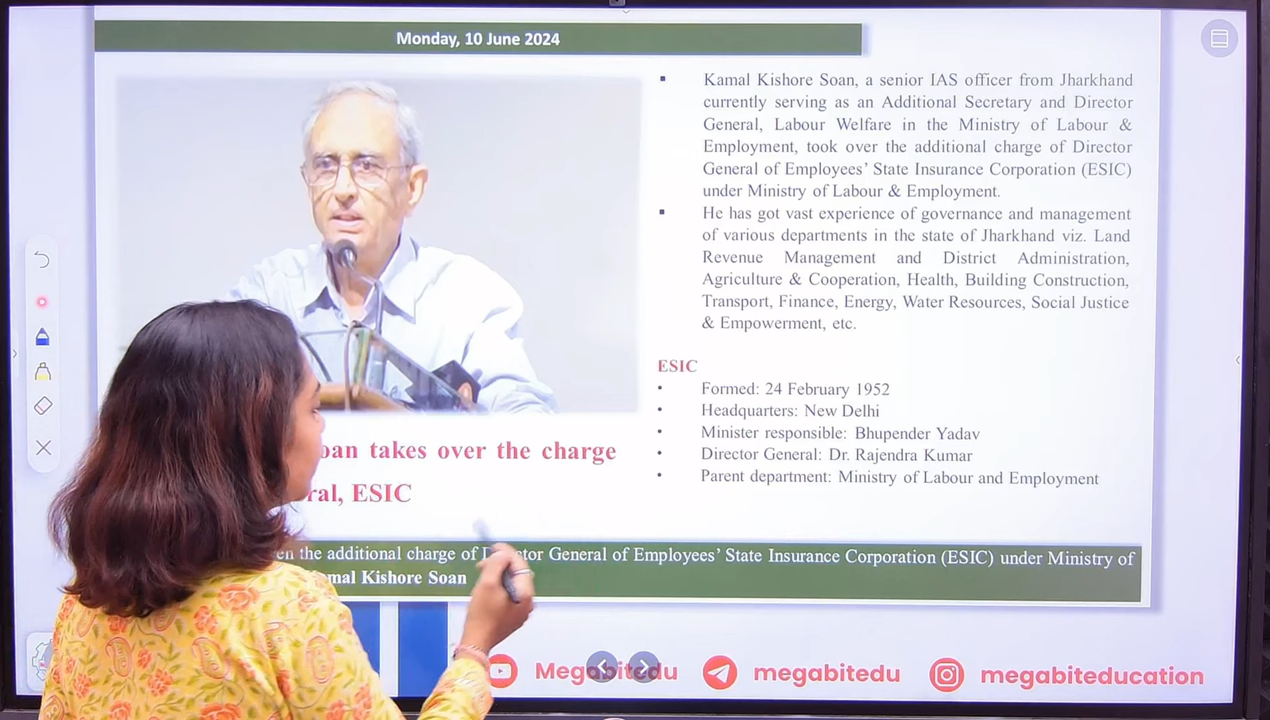 Monday, 10 June 2024
▪ Kamal Kishore Soan, a senior IAS officer from Jharkhand
currently serving as an Additional Secretary and Director
General, Labour Welfare in the Ministry of Labour &
Employment, took over the additional charge of Director
General of Employees’ State Insurance Corporation (ESIC)
under Ministry of Labour & Employment.
▪ He has got vast experience of governance and management
of various departments in the state of Jharkhand viz. Land
Revenue Management and District Administration,
Agriculture & Cooperation, Health, Building Construction,
Transport, Finance, Energy, Water Resources, Social Justice
& Empowerment, etc.
ESIC
• Formed: 24 February 1952
• Headquarters: New Delhi
• Minister responsible: Bhupender Yadav
• Director General: Dr. Rajendra Kumar
• Parent department: Ministry of Labour and Employment
takes over the charge
ESIC
the additional charge of Director General of Employees’ State Insurance Corporation (ESIC) under Ministry of
Kishore Soan
Megabitedu
megabitedu
megabiteducation